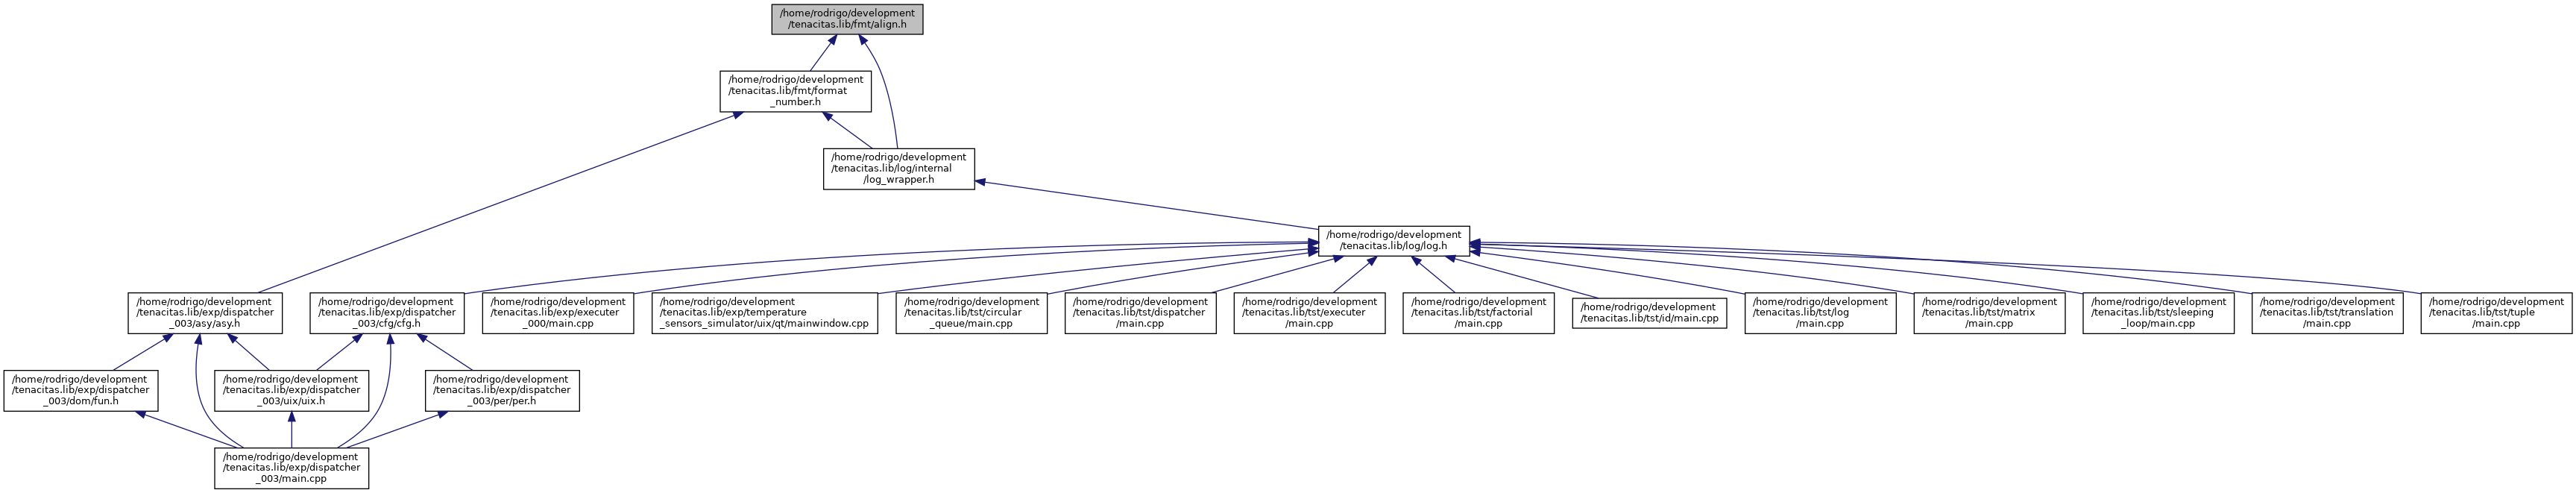 /home/rodrigo/development
/tenacitas.lib/fmt/align.h
/home/rodrigo/development
/tenacitas.lib/fmt/format
_number.h
/home/rodrigo/development
/tenacitas.lib/log/internal
/log_wrapper.h
/home/rodrigo/development
/tenacitas.lib/log/log.h
/home/rodrigo/development
/tenacitas.lib/exp/dispatcher
_003/asy/asy.h
/home/rodrigo/development
/tenacitas.lib/exp/dispatcher
_003/cfg/cfg.h
/home/rodrigo/development
/tenacitas.lib/exp/executer
_000/main.cpp
/home/rodrigo/development
/tenacitas.lib/exp/temperature
_sensors_simulator/uix/qt/mainwindow.cpp
/home/rodrigo/development
/tenacitas.lib/tst/circular
_queue/main.cpp
/home/rodrigo/development
/tenacitas.lib/tst/dispatcher
/main.cpp
/home/rodrigo/development
/tenacitas.lib/tst/executer
/main.cpp
/home/rodrigo/development
/tenacitas.lib/tst/factorial
/main.cpp
/home/rodrigo/development
/tenacitas.lib/tst/id/main.cpp
/home/rodrigo/development
/tenacitas.lib/tst/log
/main.cpp
/home/rodrigo/development
/tenacitas.lib/tst/matrix
/main.cpp
/home/rodrigo/development
/tenacitas.lib/tst/sleeping
_loop/main.cpp
/home/rodrigo/development
/tenacitas.lib/tst/translation
/main.cpp
/home/rodrigo/development
/tenacitas.lib/tst/tuple
/main.cpp
/home/rodrigo/development
/tenacitas.lib/exp/dispatcher
_003/dom/fun.h
/home/rodrigo/development
/tenacitas.lib/exp/dispatcher
_003/uix/uix.h
/home/rodrigo/development
/tenacitas.lib/exp/dispatcher
_003/per/per.h
/home/rodrigo/development
/tenacitas.lib/exp/dispatcher
_003/main.cpp